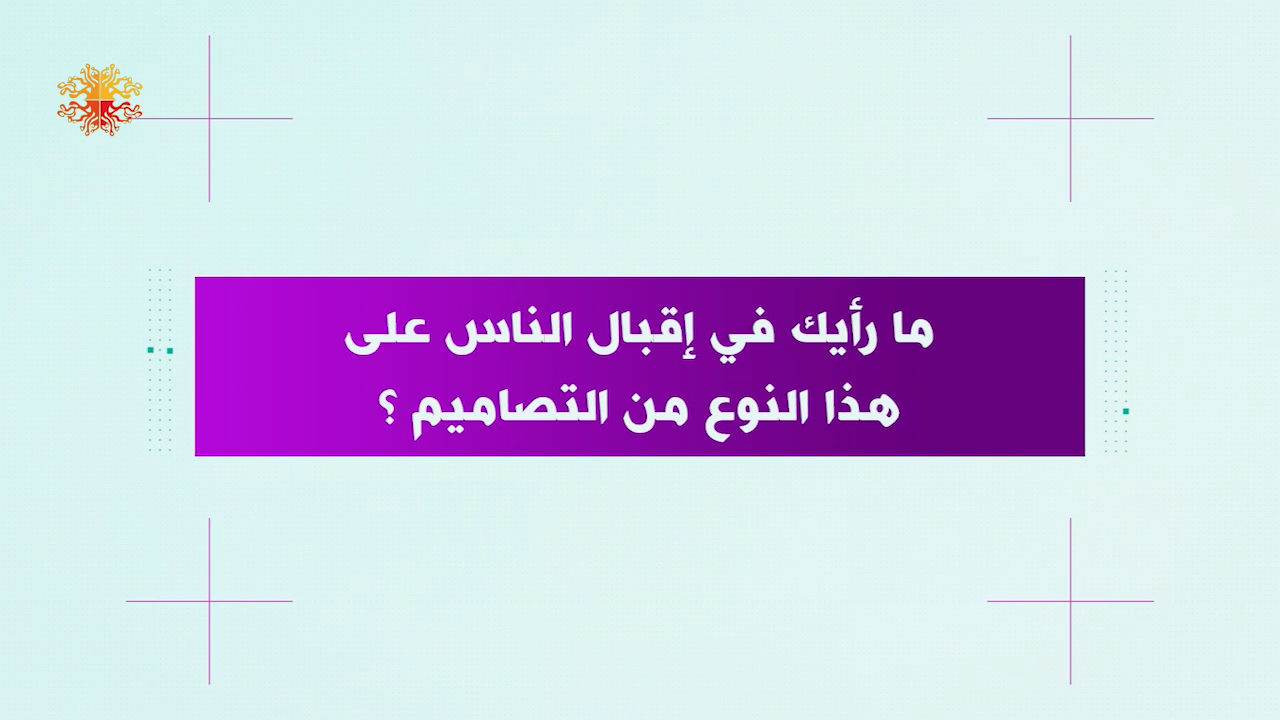 ما رأيك في إقبال الناس على
هذا النوع من التصاميم ؟